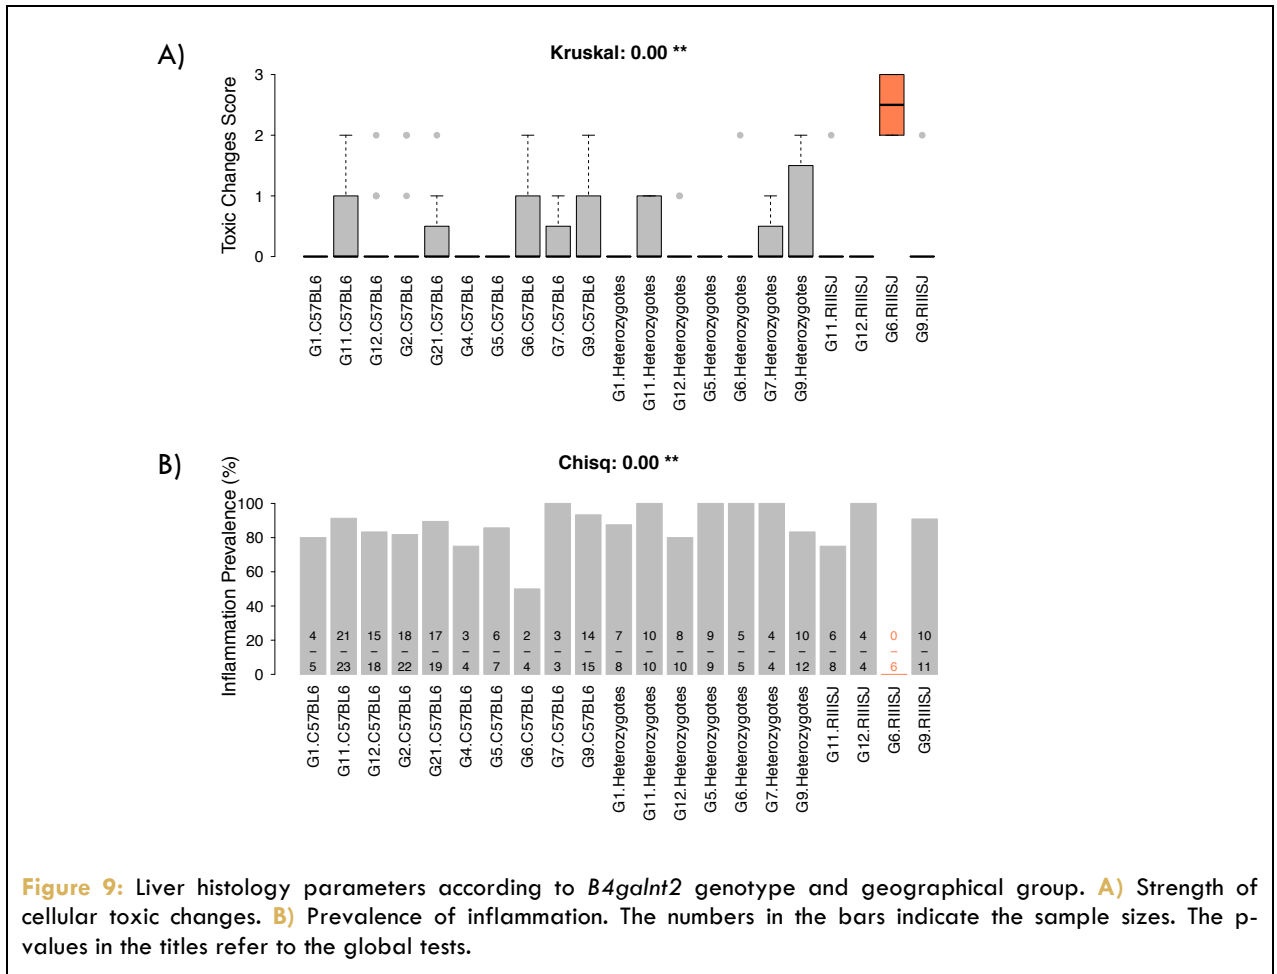 A)
Kruskal: 0.00 **
Toxic Changes Score
3
2
1
0
G1.C57BL6
G11.C57BL6
G12.C57BL6
G2.C57BL6
G21.C57BL6
G4.C57BL6
G5.C57BL6
G6.C57BL6
G7.C57BL6
G9.C57BL6
G1.Heterozygotes
G11.Heterozygotes
G12.Heterozygotes
G5.Heterozygotes
G6.Heterozygotes
G7.Heterozygotes
G9.Heterozygotes
G11.RIIISJ
G12.RIIISJ
G6.RIIISJ
G9.RIIISJ
B)
Chisq: 0.00 **
Inflammation Prevalence (%)
100
80
60
40
20
0
4 21 15 18 17 3 6 2 3 14 7 10 8 9 5 4 10 6 4 0 10
– – – – – – – – – – – – – – – – – – – – –
5 23 18 22 19 4 7 4 3 15 8 10 10 9 5 4 12 8 4 6 11
G1.C57BL6
G11.C57BL6
G12.C57BL6
G2.C57BL6
G21.C57BL6
G4.C57BL6
G5.C57BL6
G6.C57BL6
G7.C57BL6
G9.C57BL6
G1.Heterozygotes
G11.Heterozygotes
G12.Heterozygotes
G5.Heterozygotes
G6.Heterozygotes
G7.Heterozygotes
G9.Heterozygotes
G11.RIIISJ
G12.RIIISJ
G6.RIIISJ
G9.RIIISJ
Figure 9: Liver histology parameters according to B4galnt2 genotype and geographical group. A) Strength of
cellular toxic changes. B) Prevalence of inflammation. The numbers in the bars indicate the sample sizes. The p-
values in the titles refer to the global tests.